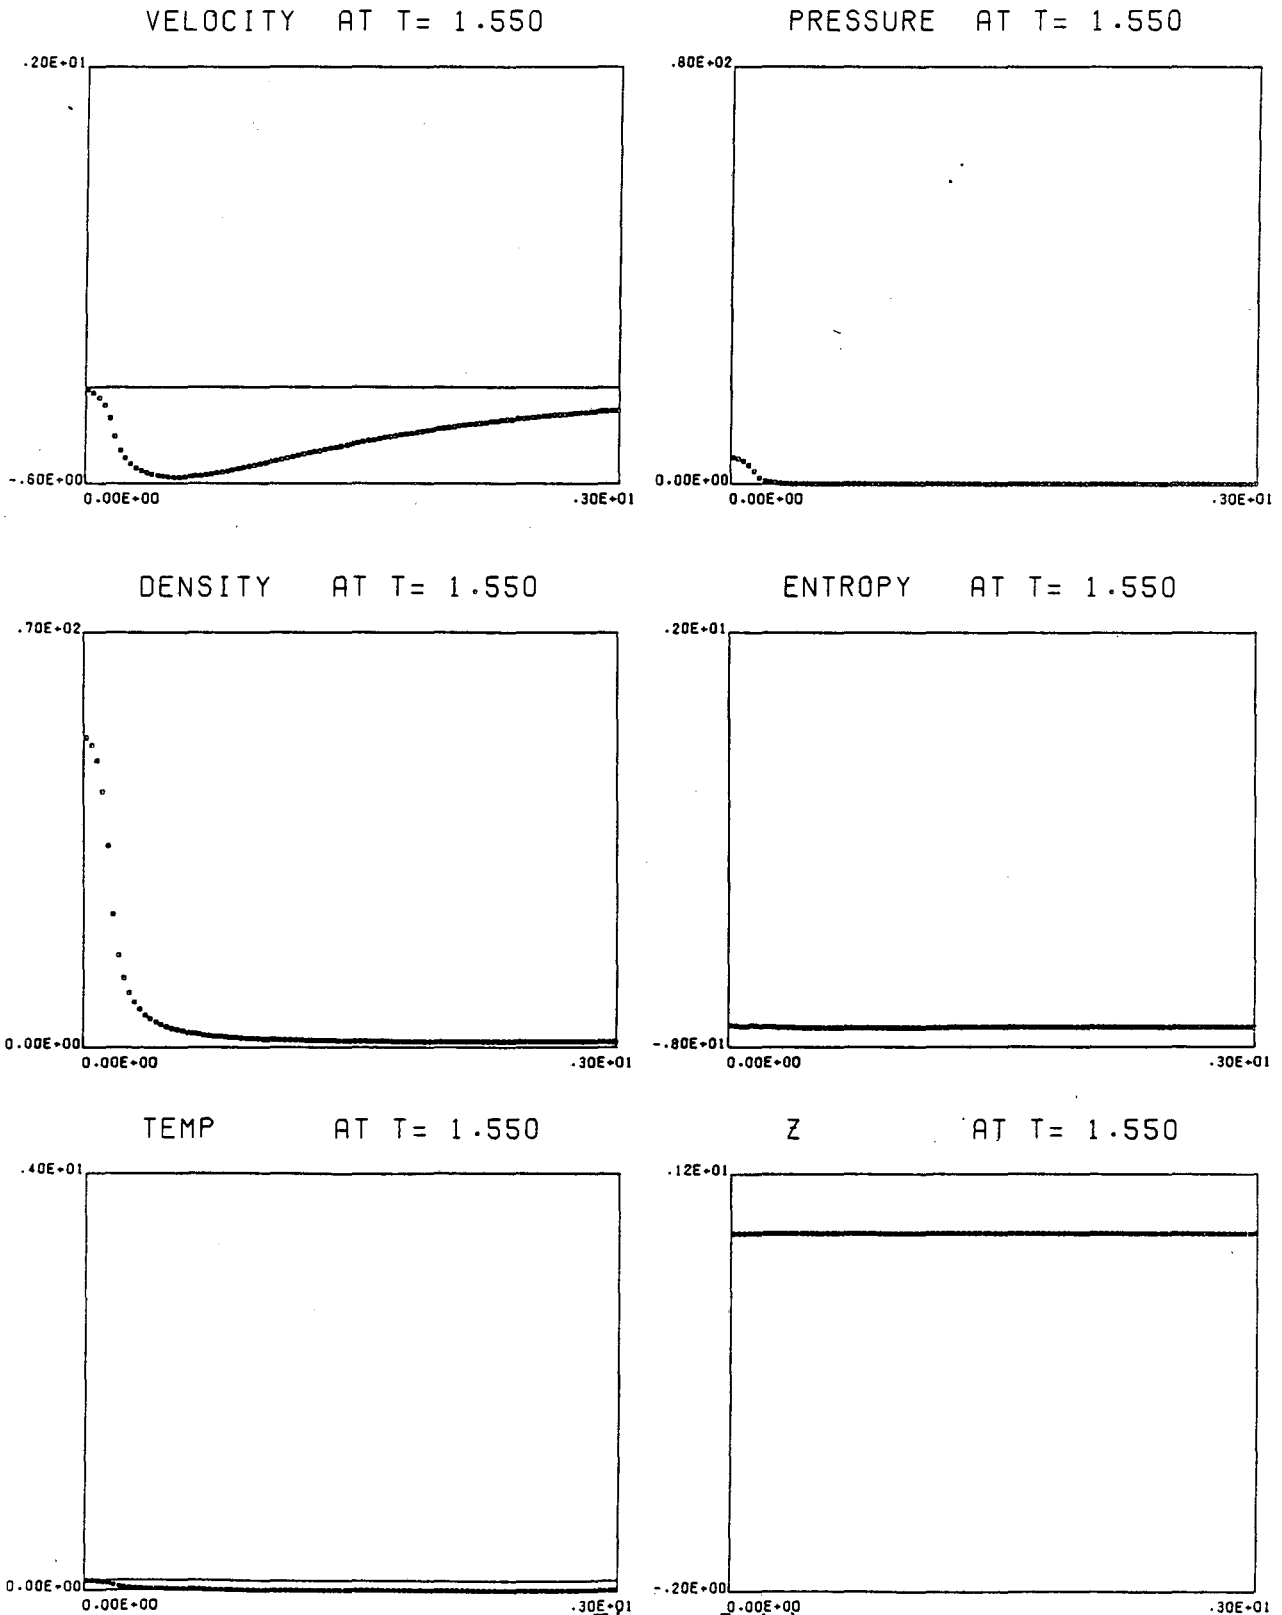 VELOCITY AT T= 1.550
PRESSURE AT T= 1.550
.20E+01
-.60E+00
0.00E+00
.30E+01
.80E+02
0.00E+00
0.00E+00
.30E+01
DENSITY AT T= 1.550
ENTROPY AT T= 1.550
.70E+02
0.00E+00
0.00E+00
.30E+01
.20E+01
-.80E+01
0.00E+00
.30E+01
TEMP AT T= 1.550
Z AT T= 1.550
.40E+01
0.00E+00
0.00E+00
.30E+01
.12E+01
-.20E+00
0.00E+00
.30E+01